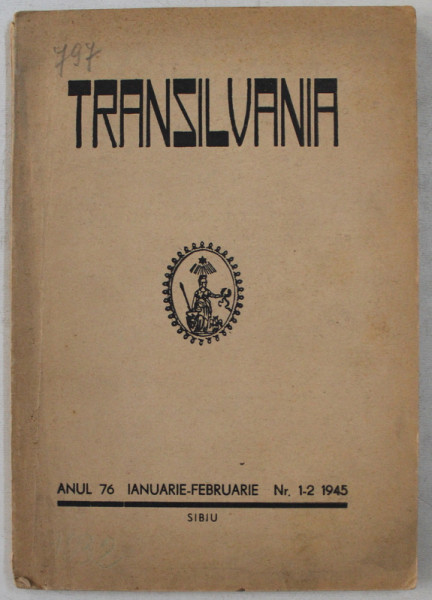 797
TRANSILVANIA
ANUL 76 IANUARIE-FEBRUARIE Nr. 1-2 1945
SIBIU